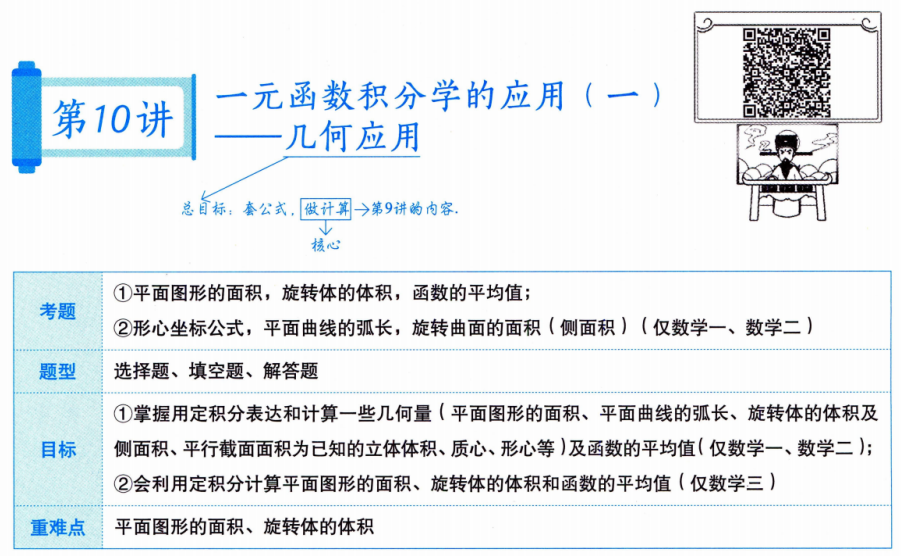 第10讲
一元函数积分学的应用(一)
——几何应用
总目标:套公式,做计算→第9讲的内容.
核心
考题
①平面图形的面积,旋转体的体积,函数的平均值;
②形心坐标公式,平面曲线的弧长,旋转曲面的面积(侧面积)(仅数学一、数学二)
题型
选择题、填空题、解答题
目标
①掌握用定积分表达和计算一些几何量(平面图形的面积、平面曲线的弧长、旋转体的体积及
侧面积、平行截面面积为已知的立体体积、质心、形心等)及函数的平均值(仅数学一、数学二);
②会利用定积分计算平面图形的面积、旋转体的体积和函数的平均值(仅数学三)
重难点
平面图形的面积、旋转体的体积